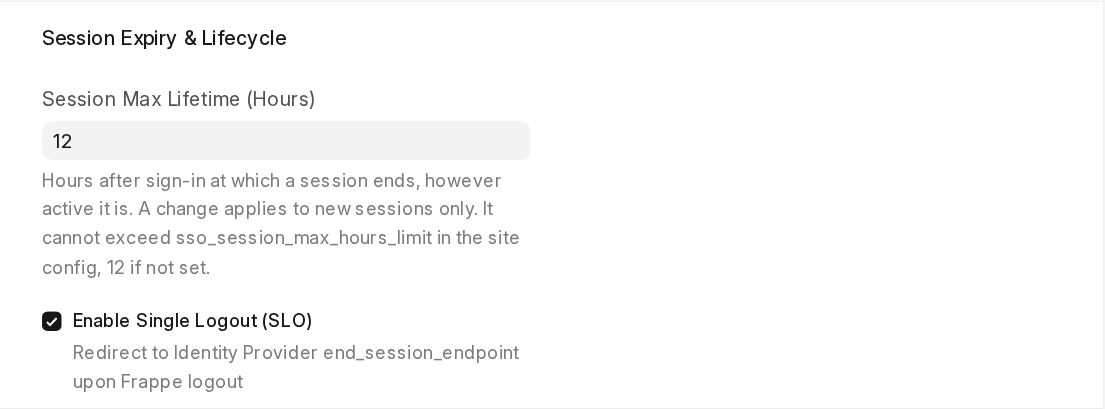 Session Expiry & Lifecycle
Session Max Lifetime (Hours)
12
Hours after sign-in at which a session ends, however
active it is. A change applies to new sessions only. It
cannot exceed sso_session_max_hours_limit in the site
config, 12 if not set.
Enable Single Logout (SLO)
Redirect to Identity Provider end_session_endpoint
upon Frappe logout